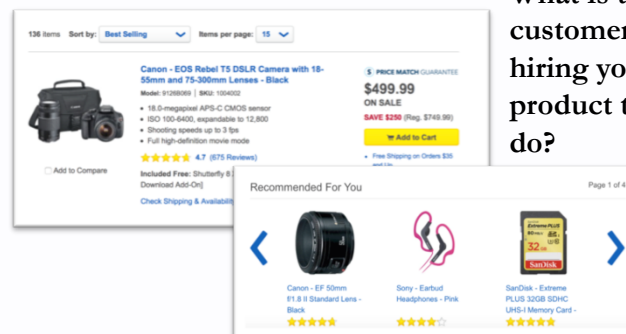 What is
customer
hiring yo
product t
do?
136 items Sort by: Best Selling Items per page: 15
Canon - EOS Rebel T5 DSLR Camera with 18-
55mm and 75-300mm Lenses - Black
Model: 9126B069 SKU: 1004002
• 18.0-megapixel APS-C CMOS sensor
• ISO 100-6400, expandable to 12,800
• Shooting speeds up to 3 fps
• Full high-definition movie mode
4.7 (675 Reviews)
Included Free: Shutterfly 8
Download Add-On]
Check Shipping & Availability
Add to Compare
$ PRICE MATCH GUARANTEE
$499.99
ON SALE
SAVE $250 (Reg. $749.99)
Add to Cart
• Free Shipping on Orders $35
and Up
Recommended For You
Page 1 of 4
Canon - EF 50mm
f/1.8 II Standard Lens -
Black
Sony - Earbud
Headphones - Pink
Extreme PLUS
32
SanDisk
SanDisk - Extreme
PLUS 32GB SDHC
UHS-I Memory Card -